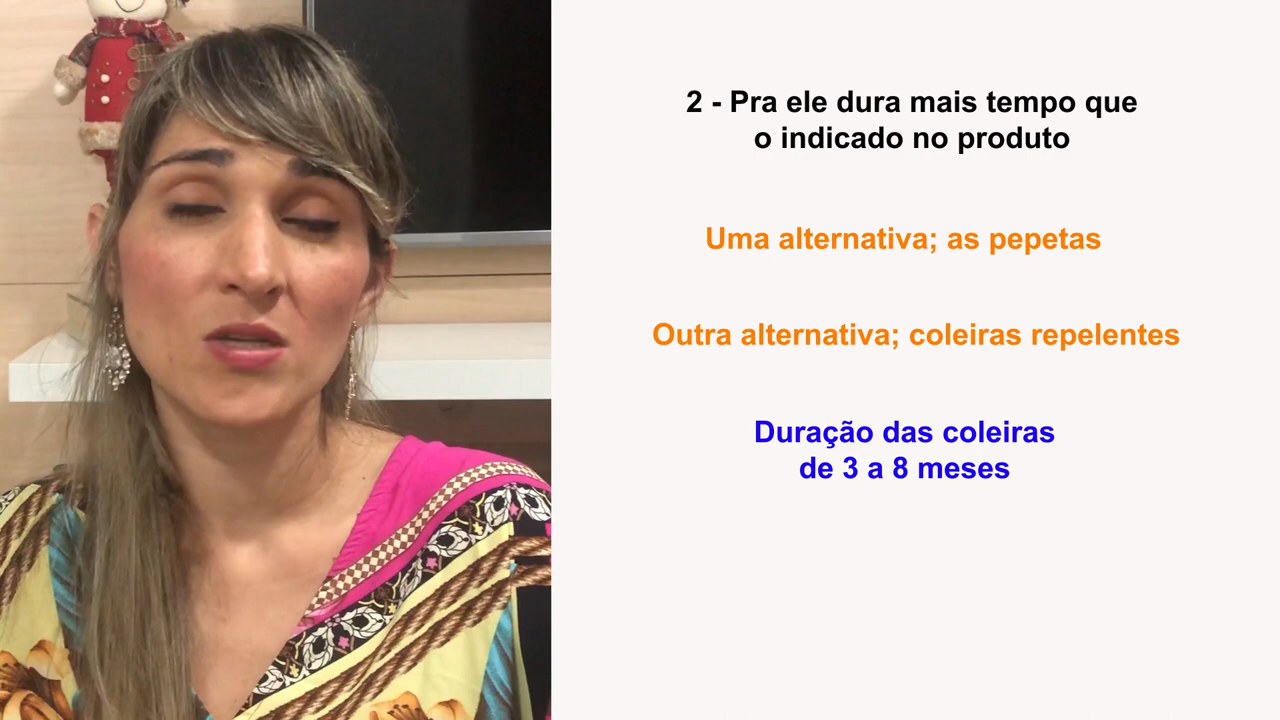 2 - Pra ele dura mais tempo que
o indicado no produto
Uma alternativa; as pepetas
Outra alternativa; coleiras repelentes
Duração das coleiras
de 3 a 8 meses